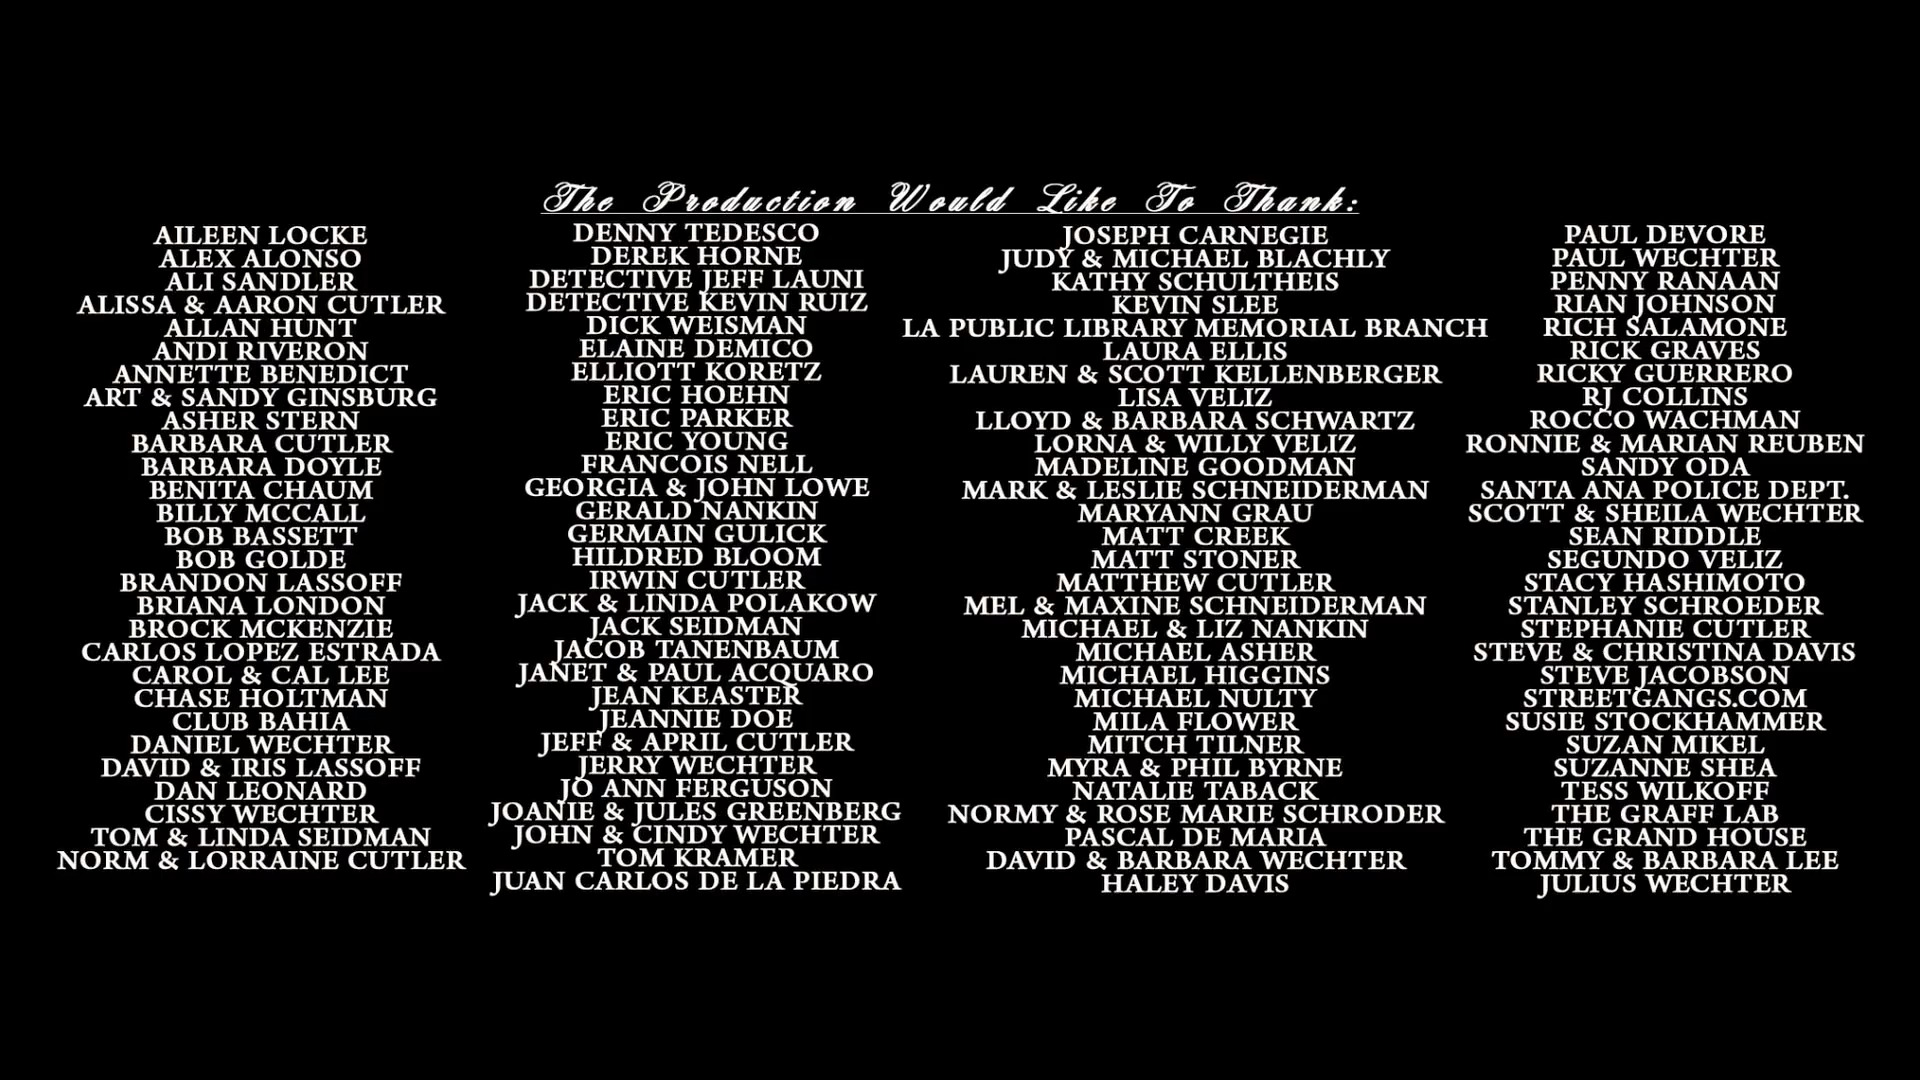 The Production Would Like To Thank:
AILEEN LOCKE
ALEX ALONSO
ALI SANDLER
ALISSA & AARON CUTLER
ALLAN HUNT
ANDI RIVERON
ANNETTE BENEDICT
ART & SANDY GINSBURG
ASHER STERN
BARBARA CUTLER
BARBARA DOYLE
BENITA CHAUM
BILLY MCCALL
BOB BASSETT
BOB GOLDE
BRANDON LASSOFF
BRIANA LONDON
BROCK MCKENZIE
CARLOS LOPEZ ESTRADA
CAROL & CAL LEE
CHASE HOLTMAN
CLUB BAHIA
DANIEL WECHTER
DAVID & IRIS LASSOFF
DAN LEONARD
CISSY WECHTER
TOM & LINDA SEIDMAN
NORM & LORRAINE CUTLER
DENNY TEDESCO
DEREK HORNE
DETECTIVE JEFF LAUNI
DETECTIVE KEVIN RUIZ
DICK WEISMAN
ELAINE DEMICO
ELLIOTT KORETZ
ERIC HOEHN
ERIC PARKER
ERIC YOUNG
FRANCOIS NELL
GEORGIA & JOHN LOWE
GERALD NANKIN
GERMAIN GULICK
HILDRED BLOOM
IRWIN CUTLER
JACK & LINDA POLAKOW
JACK SEIDMAN
JACOB TANENBAUM
JANET & PAUL ACQUARO
JEAN KEASTER
JEANNIE DOE
JEFF & APRIL CUTLER
JERRY WECHTER
JO ANN FERGUSON
JOANIE & JULES GREENBERG
JOHN & CINDY WECHTER
TOM KRAMER
JUAN CARLOS DE LA PIEDRA
JOSEPH CARNEGIE
JUDY & MICHAEL BLACHLY
KATHY SCHULTHEIS
KEVIN SLEE
LA PUBLIC LIBRARY MEMORIAL BRANCH
LAURA ELLIS
LAUREN & SCOTT KELLENBERGER
LISA VELIZ
LLOYD & BARBARA SCHWARTZ
LORNA & WILLY VELIZ
MADELINE GOODMAN
MARK & LESLIE SCHNEIDERMAN
MARYANN GRAU
MATT CREEK
MATT STONER
MATTHEW CUTLER
MEL & MAXINE SCHNEIDERMAN
MICHAEL & LIZ NANKIN
MICHAEL ASHER
MICHAEL HIGGINS
MICHAEL NULTY
MILA FLOWER
MITCH TILNER
MYRA & PHIL BYRNE
NATALIE TABACK
NORMY & ROSE MARIE SCHRODER
PASCAL DE MARIA
DAVID & BARBARA WECHTER
HALEY DAVIS
PAUL DEVORE
PAUL WECHTER
PENNY RANAAN
RIAN JOHNSON
RICH SALAMONE
RICK GRAVES
RICKY GUERRERO
RJ COLLINS
ROCCO WACHMAN
RONNIE & MARIAN REUBEN
SANDY ODA
SANTA ANA POLICE DEPT.
SCOTT & SHEILA WECHTER
SEAN RIDDLE
SEGUNDO VELIZ
STACY HASHIMOTO
STANLEY SCHROEDER
STEPHANIE CUTLER
STEVE & CHRISTINA DAVIS
STEVE JACOBSON
STREETGANGS.COM
SUSIE STOCKHAMMER
SUZAN MIKEL
SUZANNE SHEA
TESS WILKOFF
THE GRAFF LAB
THE GRAND HOUSE
TOMMY & BARBARA LEE
JULIUS WECHTER